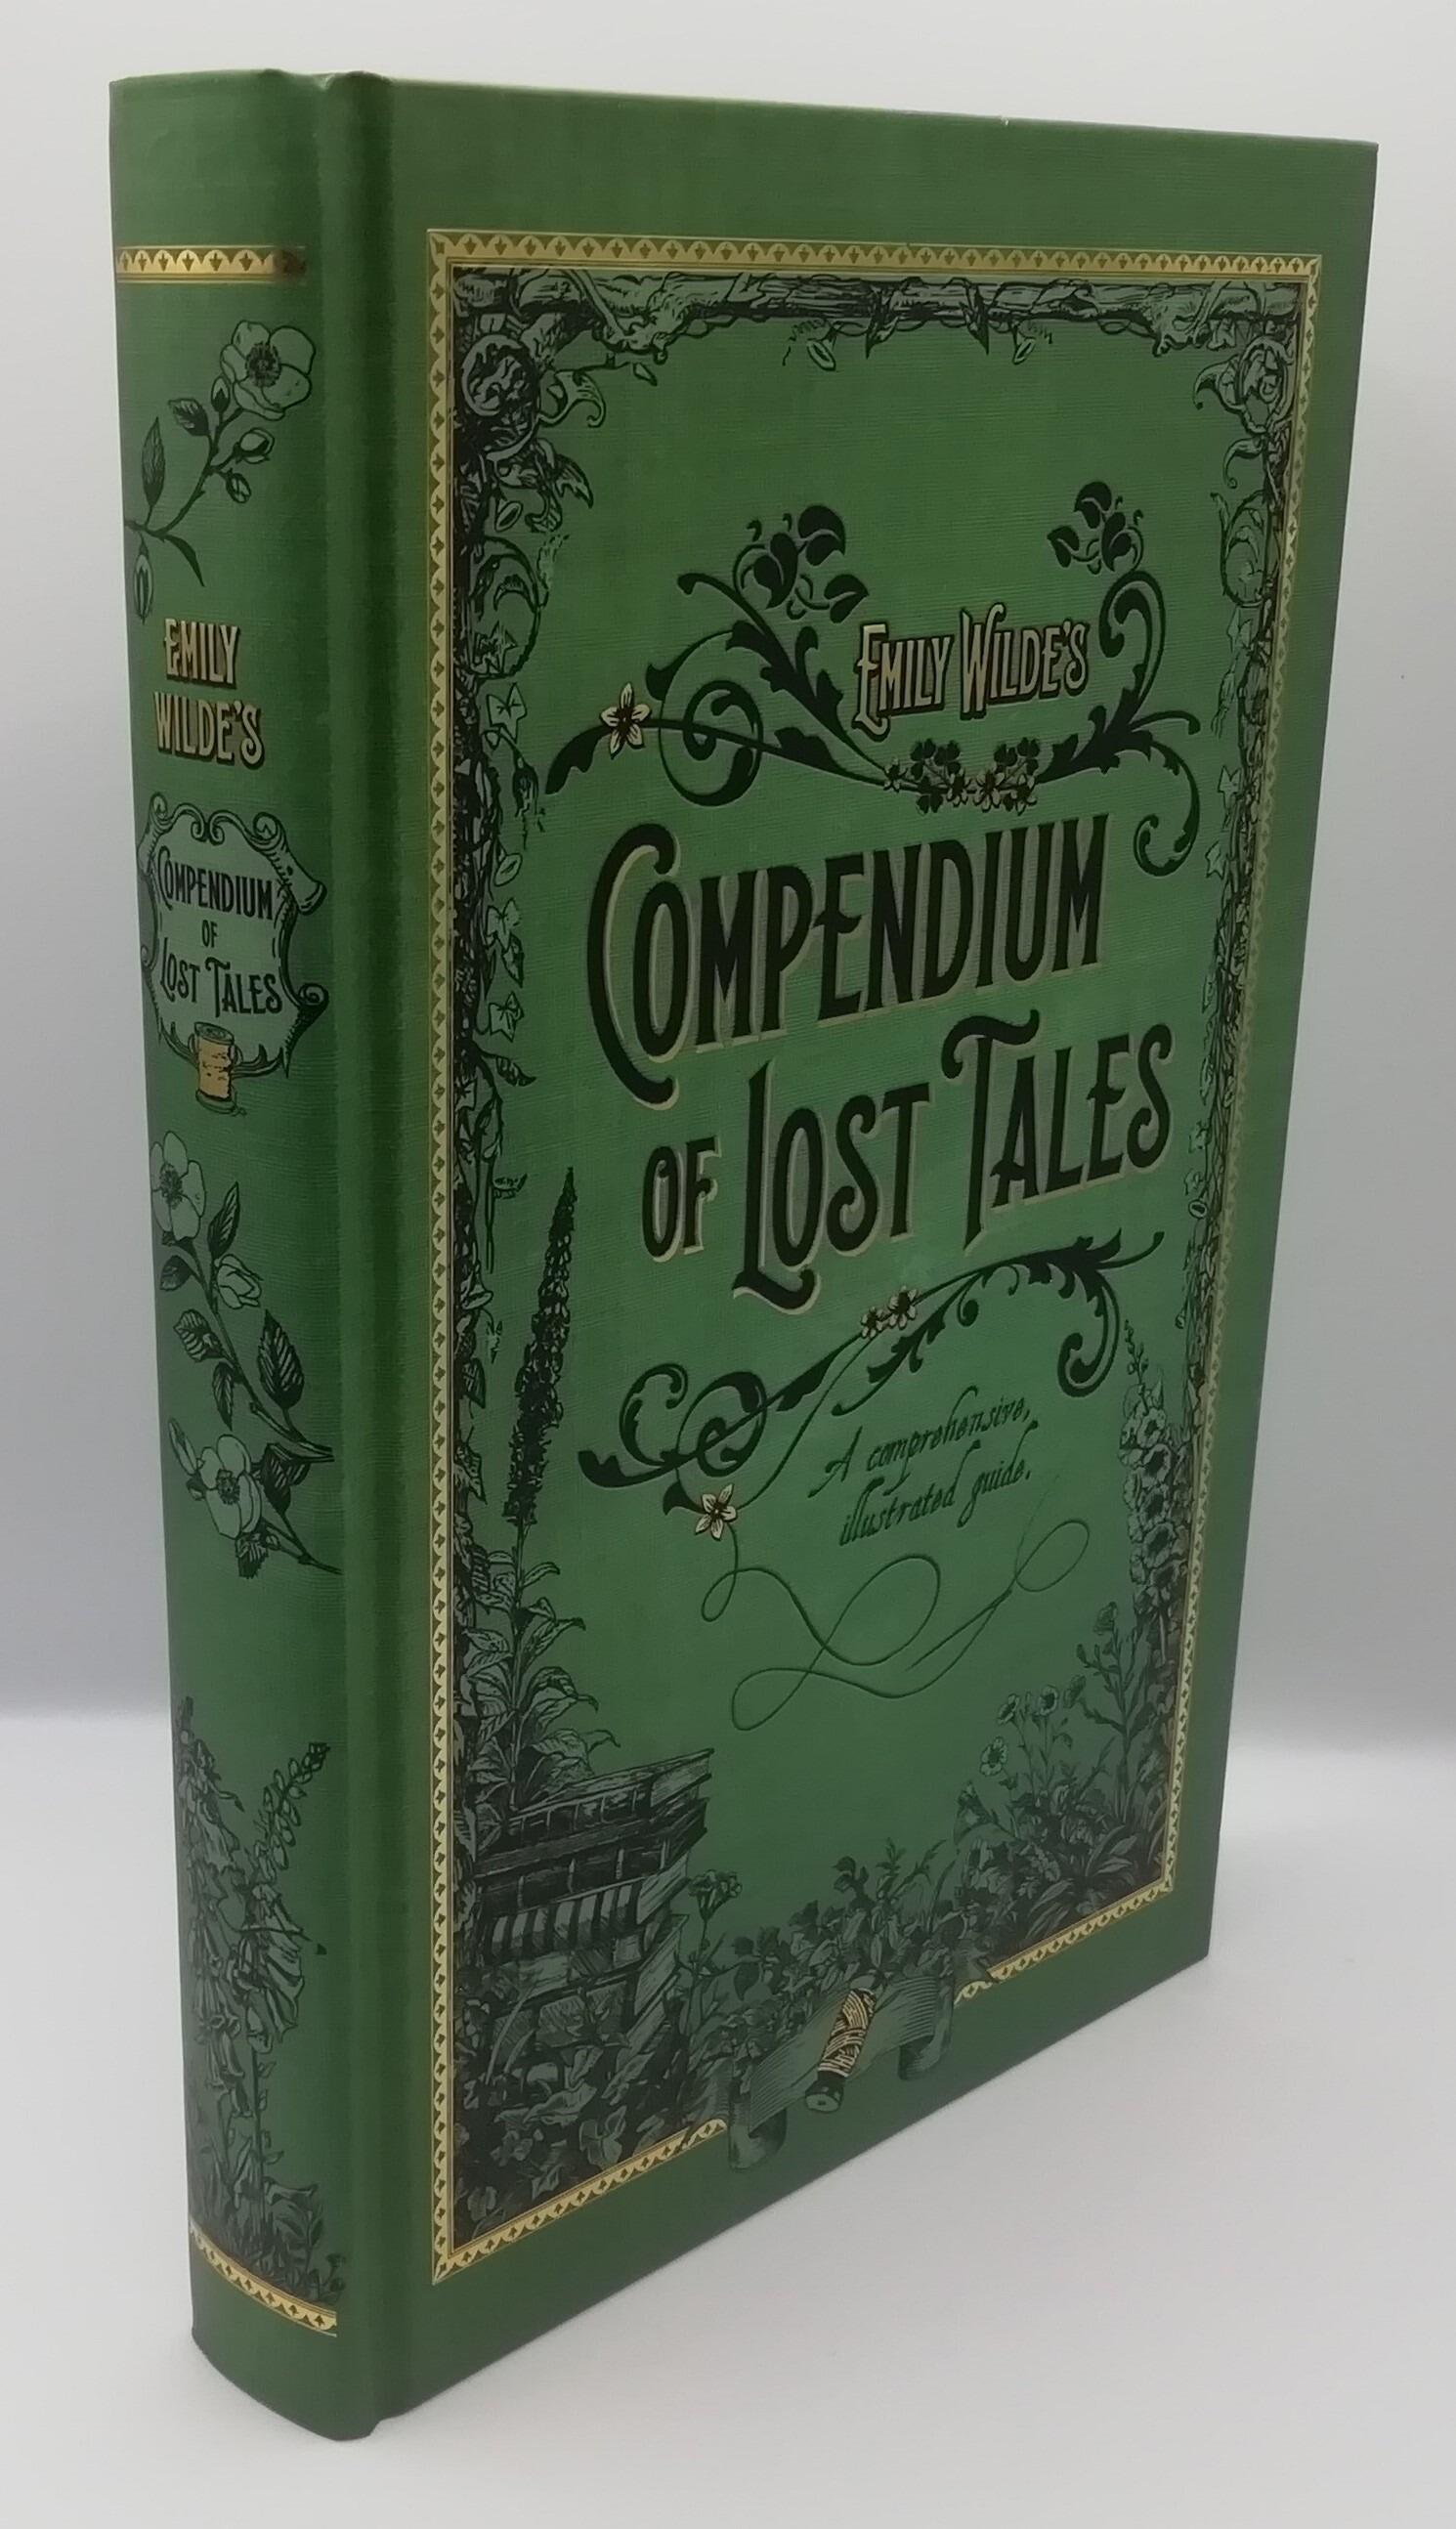 EMILY
WILDE'S
COMPENDIUM
OF
LOST TALES
EMILY WILDE'S
COMPENDIUM
OF LOST TALES
A comprehensive,
illustrated guide.